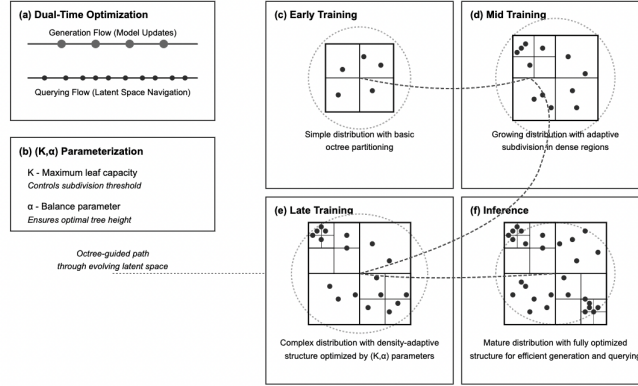 (a) Dual-Time Optimization
Generation Flow (Model Updates)
Querying Flow (Latent Space Navigation)
(b) (K,α) Parameterization
K - Maximum leaf capacity
Controls subdivision threshold
α - Balance parameter
Ensures optimal tree height
Octree-guided path
through evolving latent space
(c) Early Training
Simple distribution with basic
octree partitioning
(d) Mid Training
Growing distribution with adaptive
subdivision in dense regions
(e) Late Training
Complex distribution with density-adaptive
structure optimized by (K,α) parameters
(f) Inference
Mature distribution with fully optimized
structure for efficient generation and querying